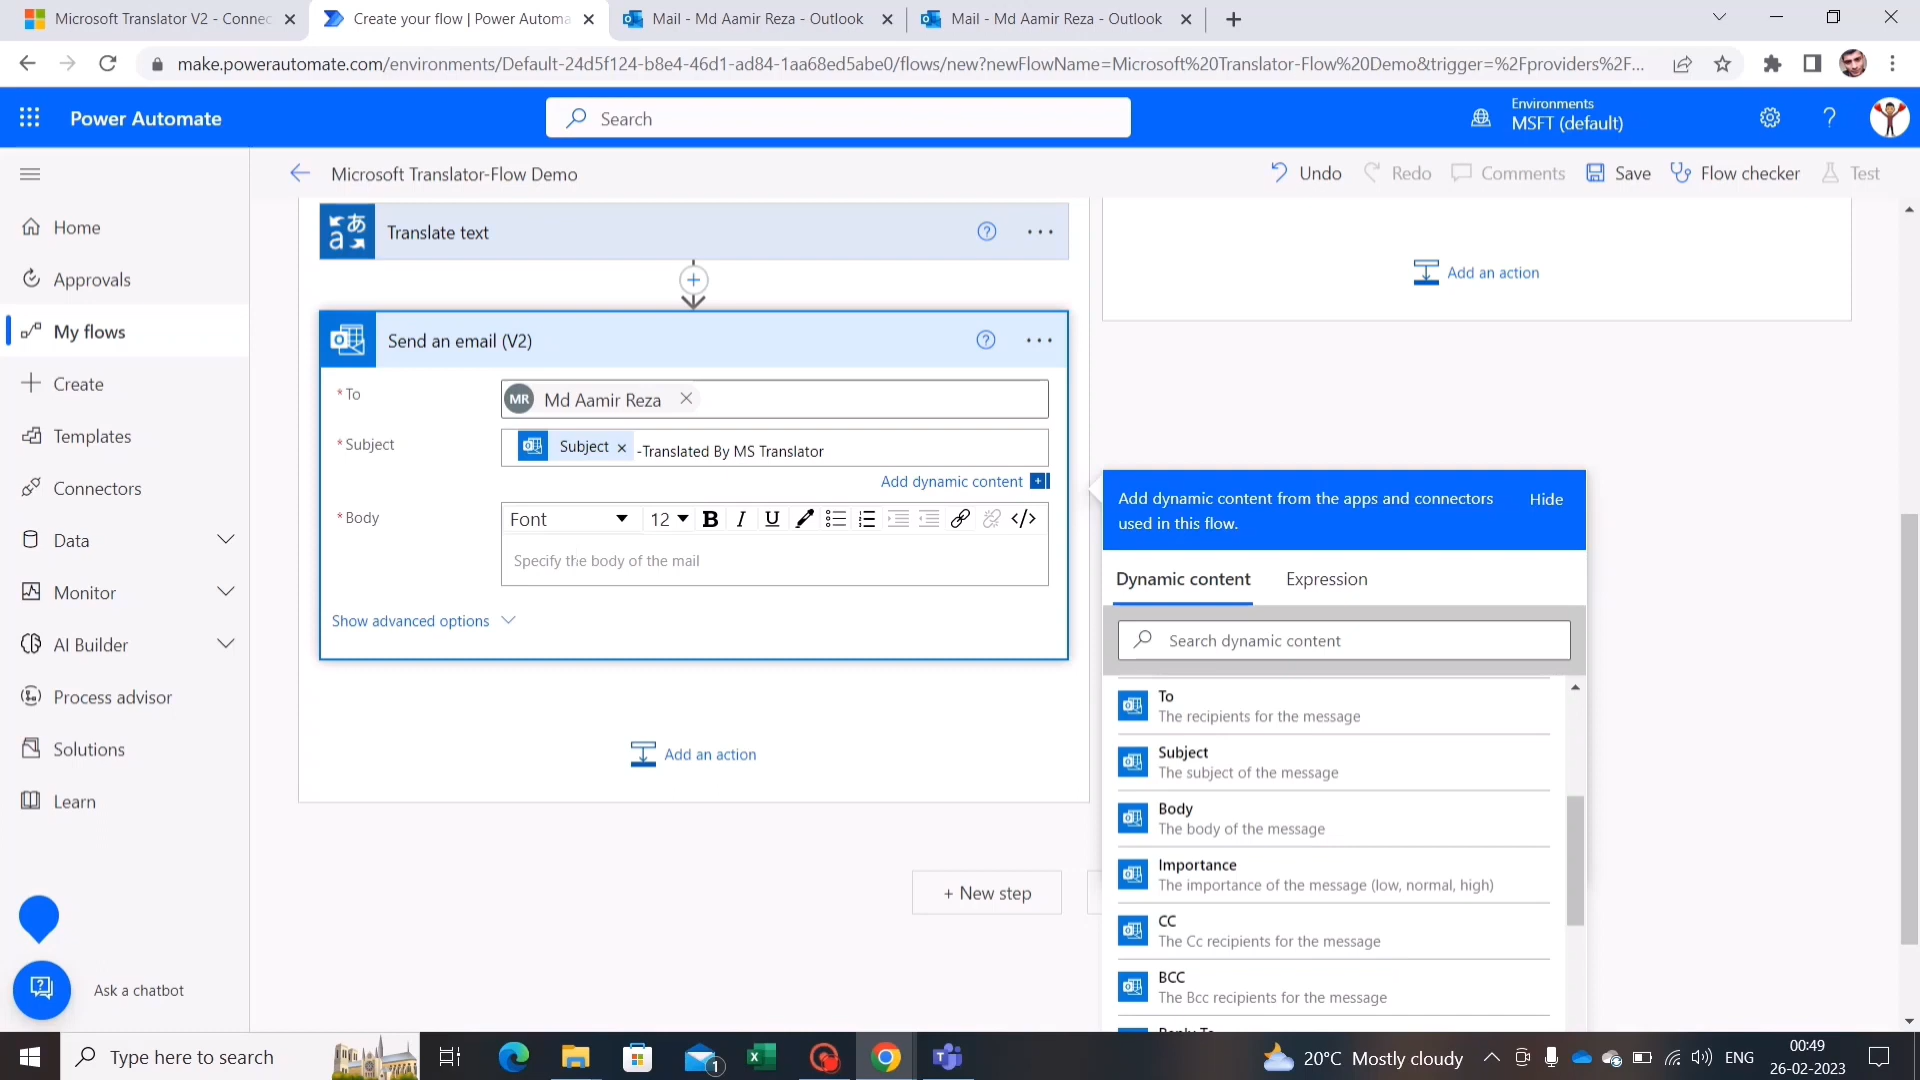 Microsoft Translator V2 - Connec
Create your flow | Power Automa
Mail - Md Aamir Reza - Outlook
Mail - Md Aamir Reza - Outlook
make.powerautomate.com/environments/Default-24d5f124-b8e4-46d1-ad84-1aa68ed5abe0/flows/new?newFlowName=Microsoft%20Translator-Flow%20Demo&trigger=%2Fproviders%2F...
Power Automate
Search
Environments
MSFT (default)
Microsoft Translator-Flow Demo
Undo
Redo
Comments
Save
Flow checker
Test
Home
Approvals
My flows
Create
Templates
Connectors
Data
Monitor
AI Builder
Process advisor
Solutions
Learn
Ask a chatbot
Translate text
Send an email (V2)
* To
MR Md Aamir Reza
* Subject
Subject -Translated By MS Translator
Add dynamic content
* Body
Font 12 B I U </>
Specify the body of the mail
Show advanced options
Add an action
Add an action
+ New step
Add dynamic content from the apps and connectors used in this flow.
Hide
Dynamic content
Expression
Search dynamic content
To
The recipients for the message
Subject
The subject of the message
Body
The body of the message
Importance
The importance of the message (low, normal, high)
CC
The Cc recipients for the message
BCC
The Bcc recipients for the message
Reply To
Type here to search
1
20°C Mostly cloudy
ENG
00:49
26-02-2023